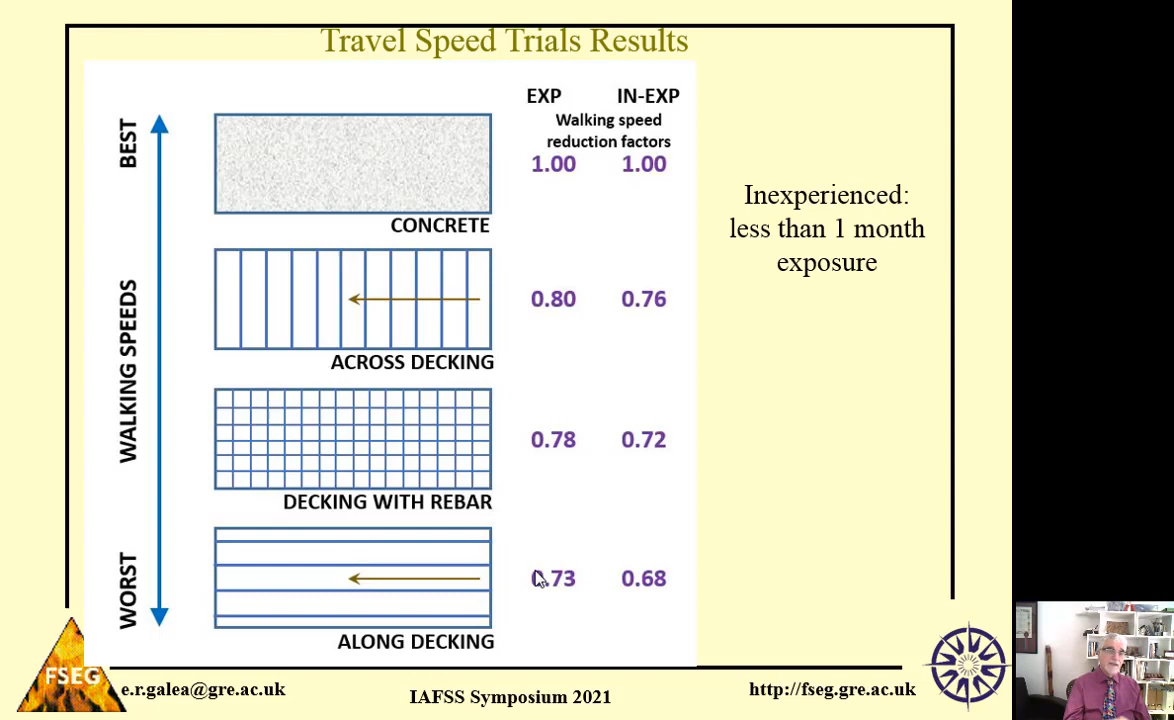 Travel Speed Trials Results
EXP IN-EXP
Walking speed
reduction factors
BEST
1.00 1.00
CONCRETE
WALKING SPEEDS
0.80 0.76
ACROSS DECKING
0.78 0.72
DECKING WITH REBAR
WORST
0.73 0.68
ALONG DECKING
Inexperienced:
less than 1 month
exposure
FSEG
e.r.galea@gre.ac.uk
IAFSS Symposium 2021
http://fseg.gre.ac.uk